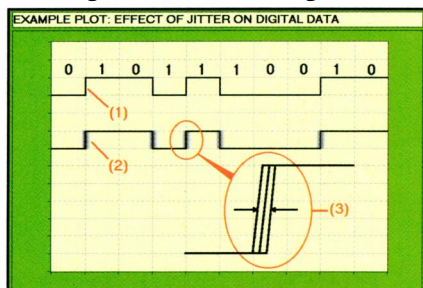 EXAMPLE PLOT: EFFECT OF JITTER ON DIGITAL DATA
0 1 0 1 1 1 0 0 1 0
(1)
(2)
(3)